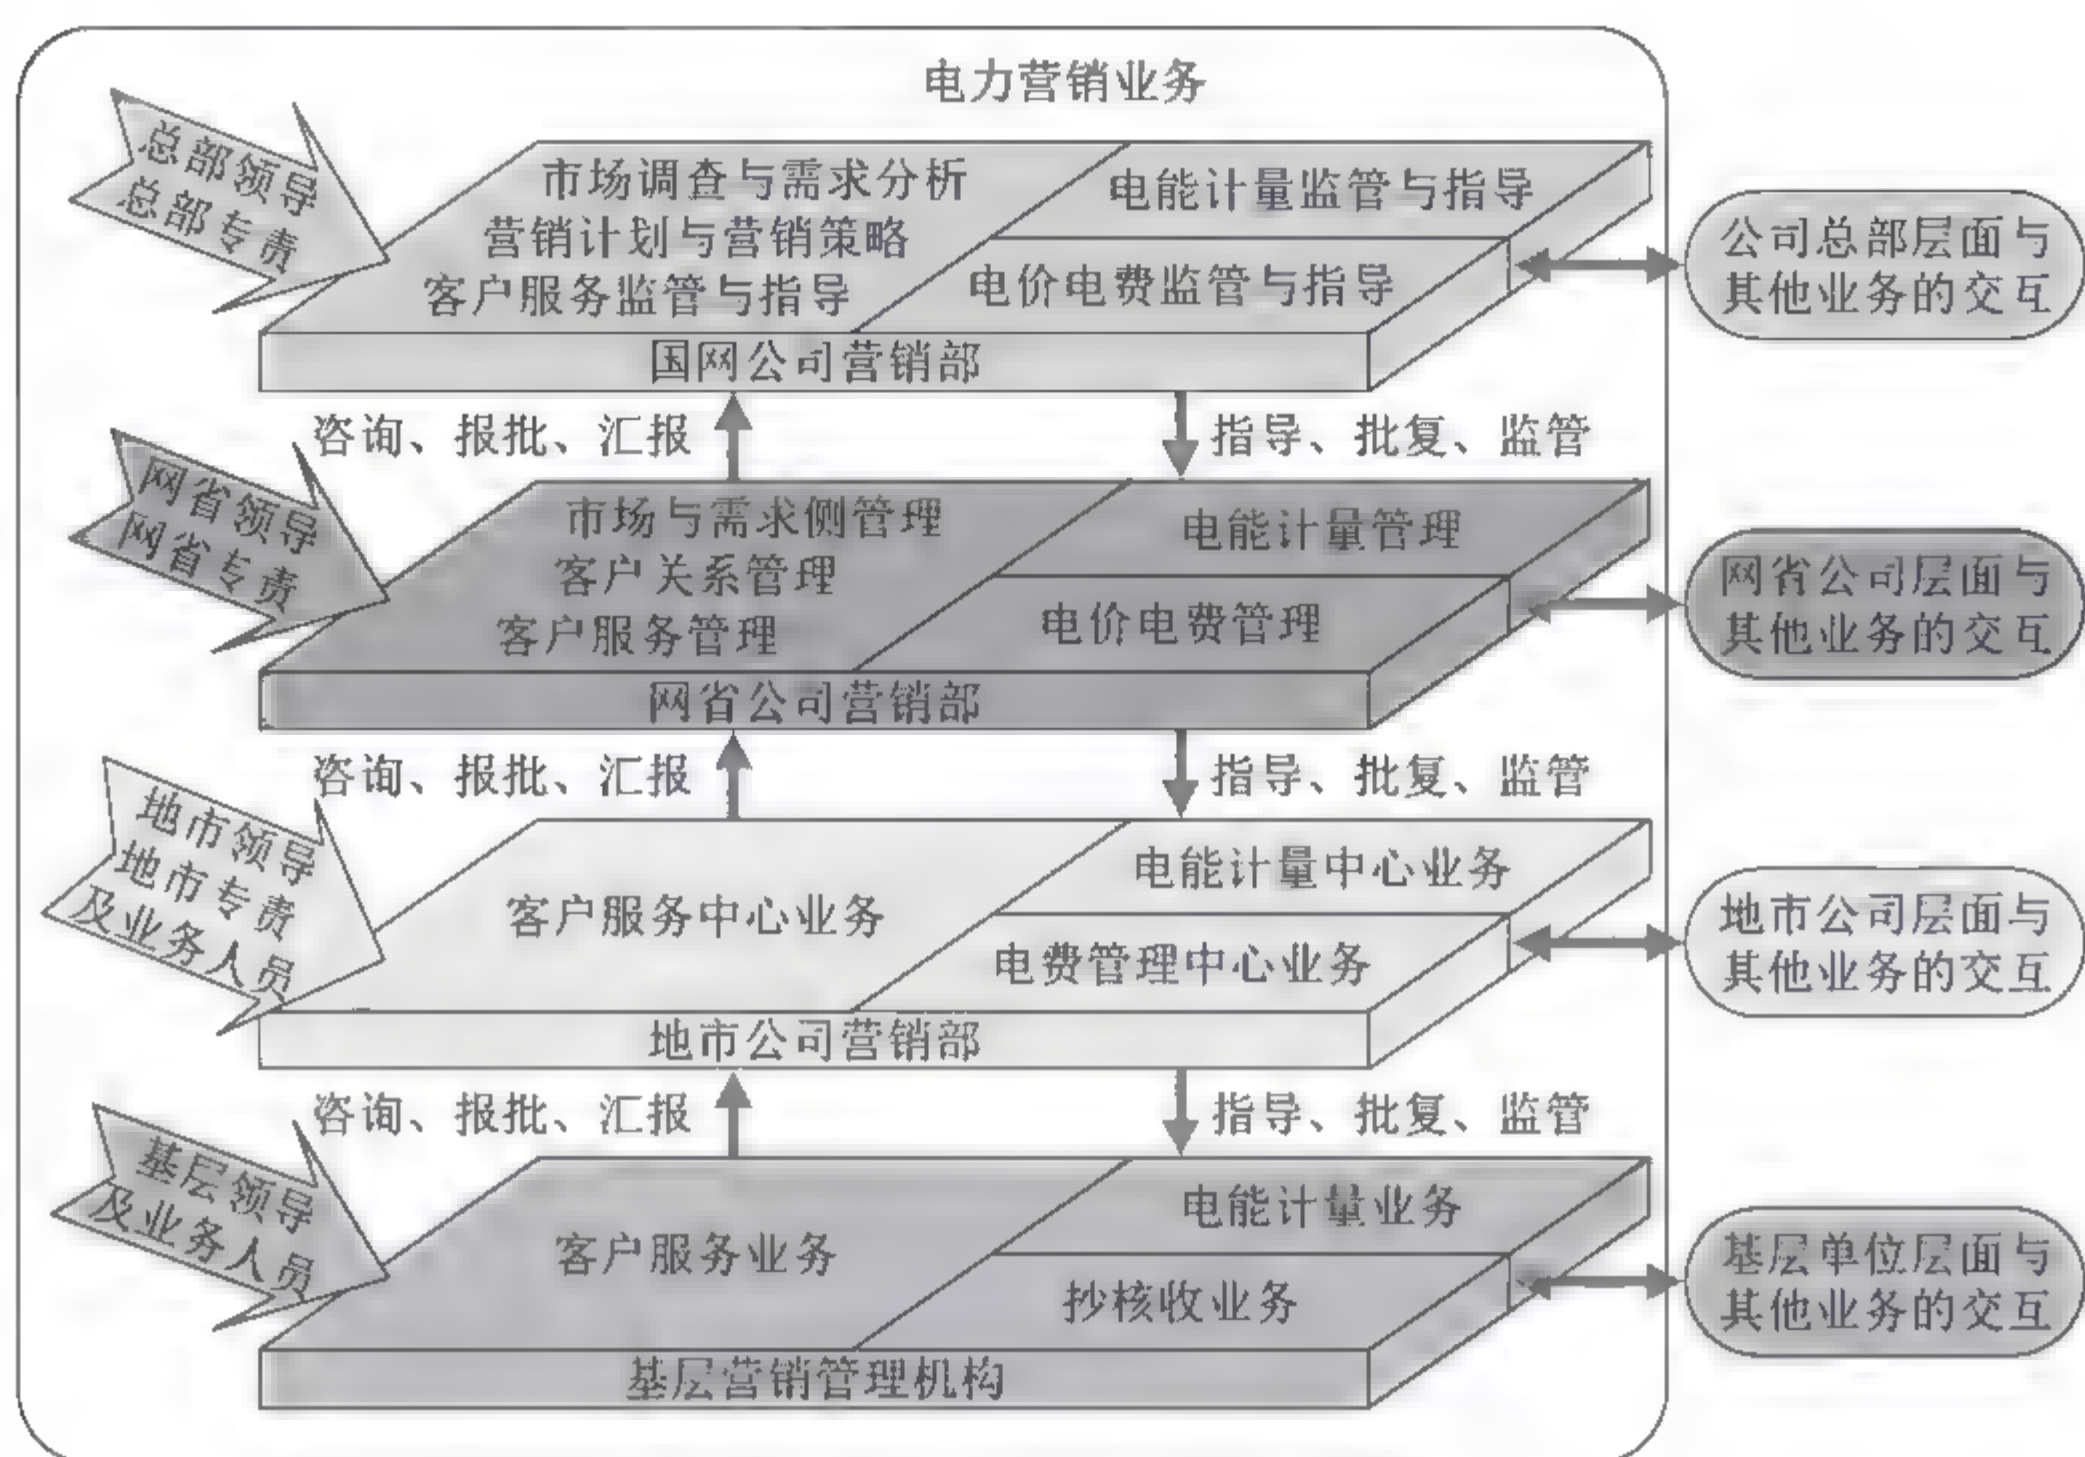 电力营销业务
总部领导
总部专责
市场调查与需求分析
营销计划与营销策略
客户服务监管与指导
电能计量监管与指导
电价电费监管与指导
国网公司营销部
公司总部层面与
其他业务的交互
咨询、报批、汇报
指导、批复、监管
网省领导
网省专责
市场与需求侧管理
客户关系管理
客户服务管理
电能计量管理
电价电费管理
网省公司营销部
网省公司层面与
其他业务的交互
咨询、报批、汇报
指导、批复、监管
地市领导
地市专责
及业务人员
客户服务中心业务
电能计量中心业务
电费管理中心业务
地市公司营销部
地市公司层面与
其他业务的交互
咨询、报批、汇报
指导、批复、监管
基层领导
及业务人员
客户服务业务
电能计量业务
抄核收业务
基层营销管理机构
基层单位层面与
其他业务的交互